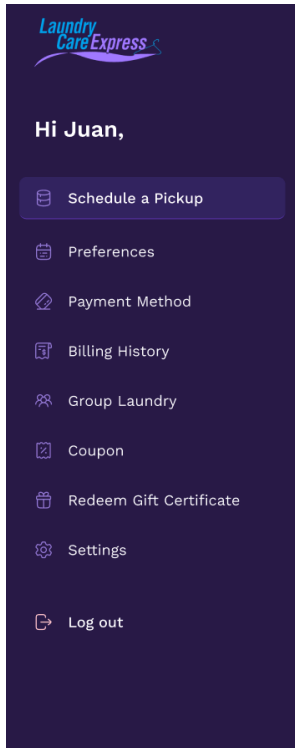 Laundry
Care Express
Hi Juan,
Schedule a Pickup
Preferences
Payment Method
Billing History
Group Laundry
Coupon
Redeem Gift Certificate
Settings
Log out